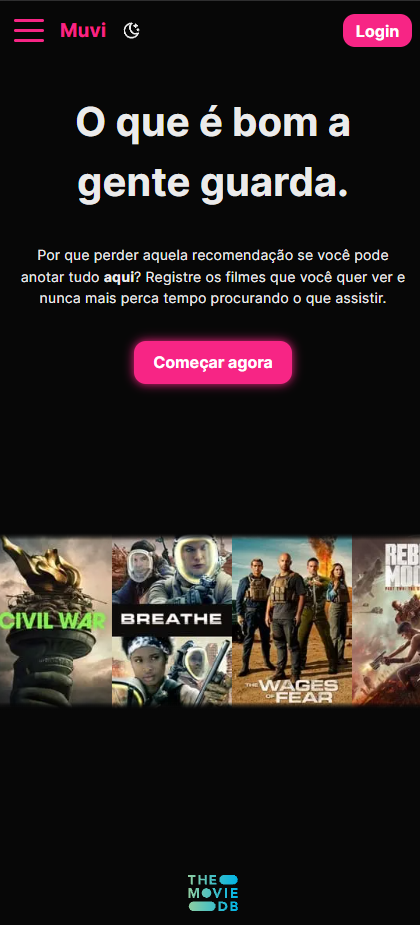 Muvi
Login
O que é bom a
gente guarda.
Por que perder aquela recomendação se você pode
anotar tudo aqui? Registre os filmes que você quer ver e
nunca mais perca tempo procurando o que assistir.
Começar agora
CIVIL WAR
BREATHE
THE WAGES
OF FEAR
REB
MO
THE
MOVIE
DB